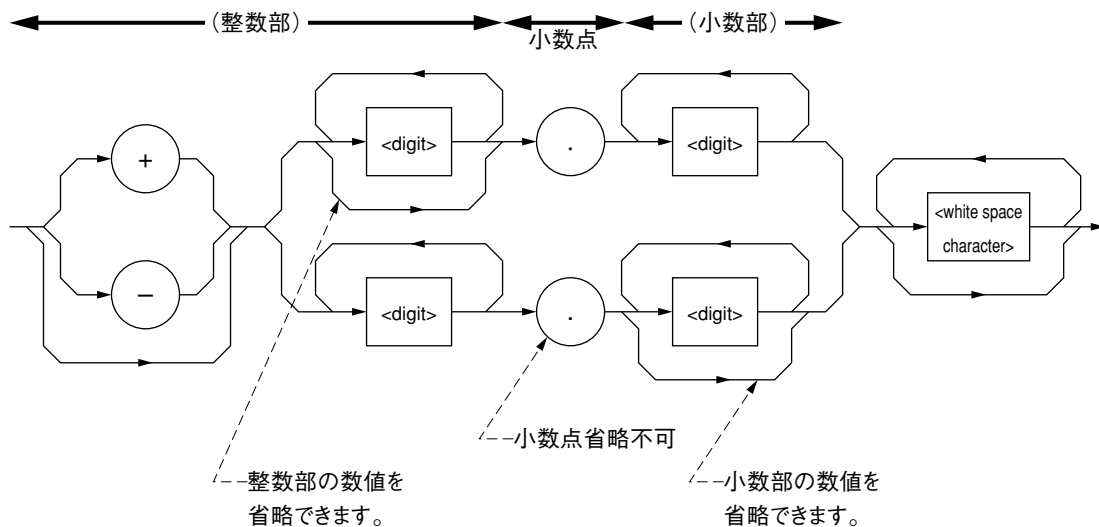 (整数部)
小数点
(小数部)
<digit>
.
<digit>
+
<white space
character>
−
<digit>
.
<digit>
小数点省略不可
整数部の数値を
省略できます。
小数部の数値を
省略できます。